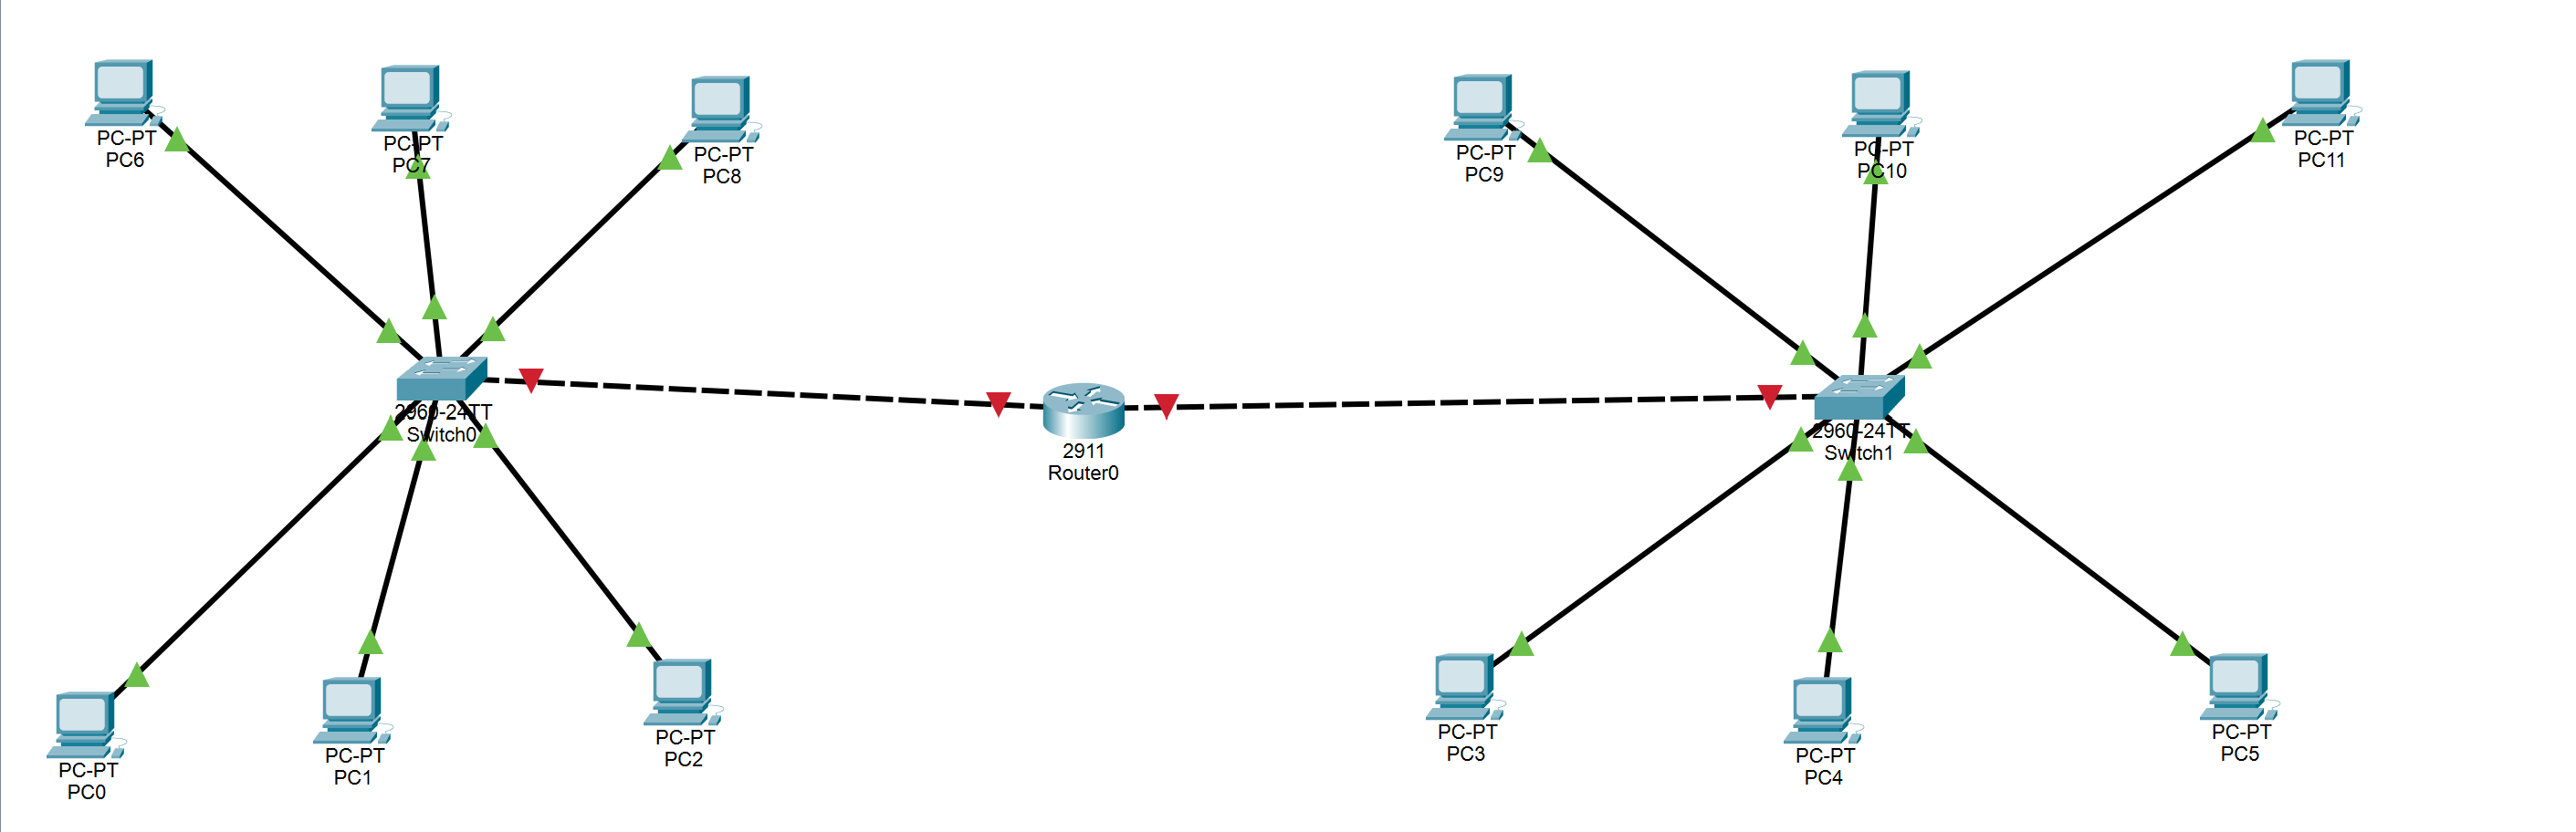 PC-PT
PC6
PC-PT
PC7
PC-PT
PC8
PC-PT
PC9
PC-PT
PC10
PC-PT
PC11
2960-24TT
Switch0
2911
Router0
2960-24TT
Switch1
PC-PT
PC0
PC-PT
PC1
PC-PT
PC2
PC-PT
PC3
PC-PT
PC4
PC-PT
PC5